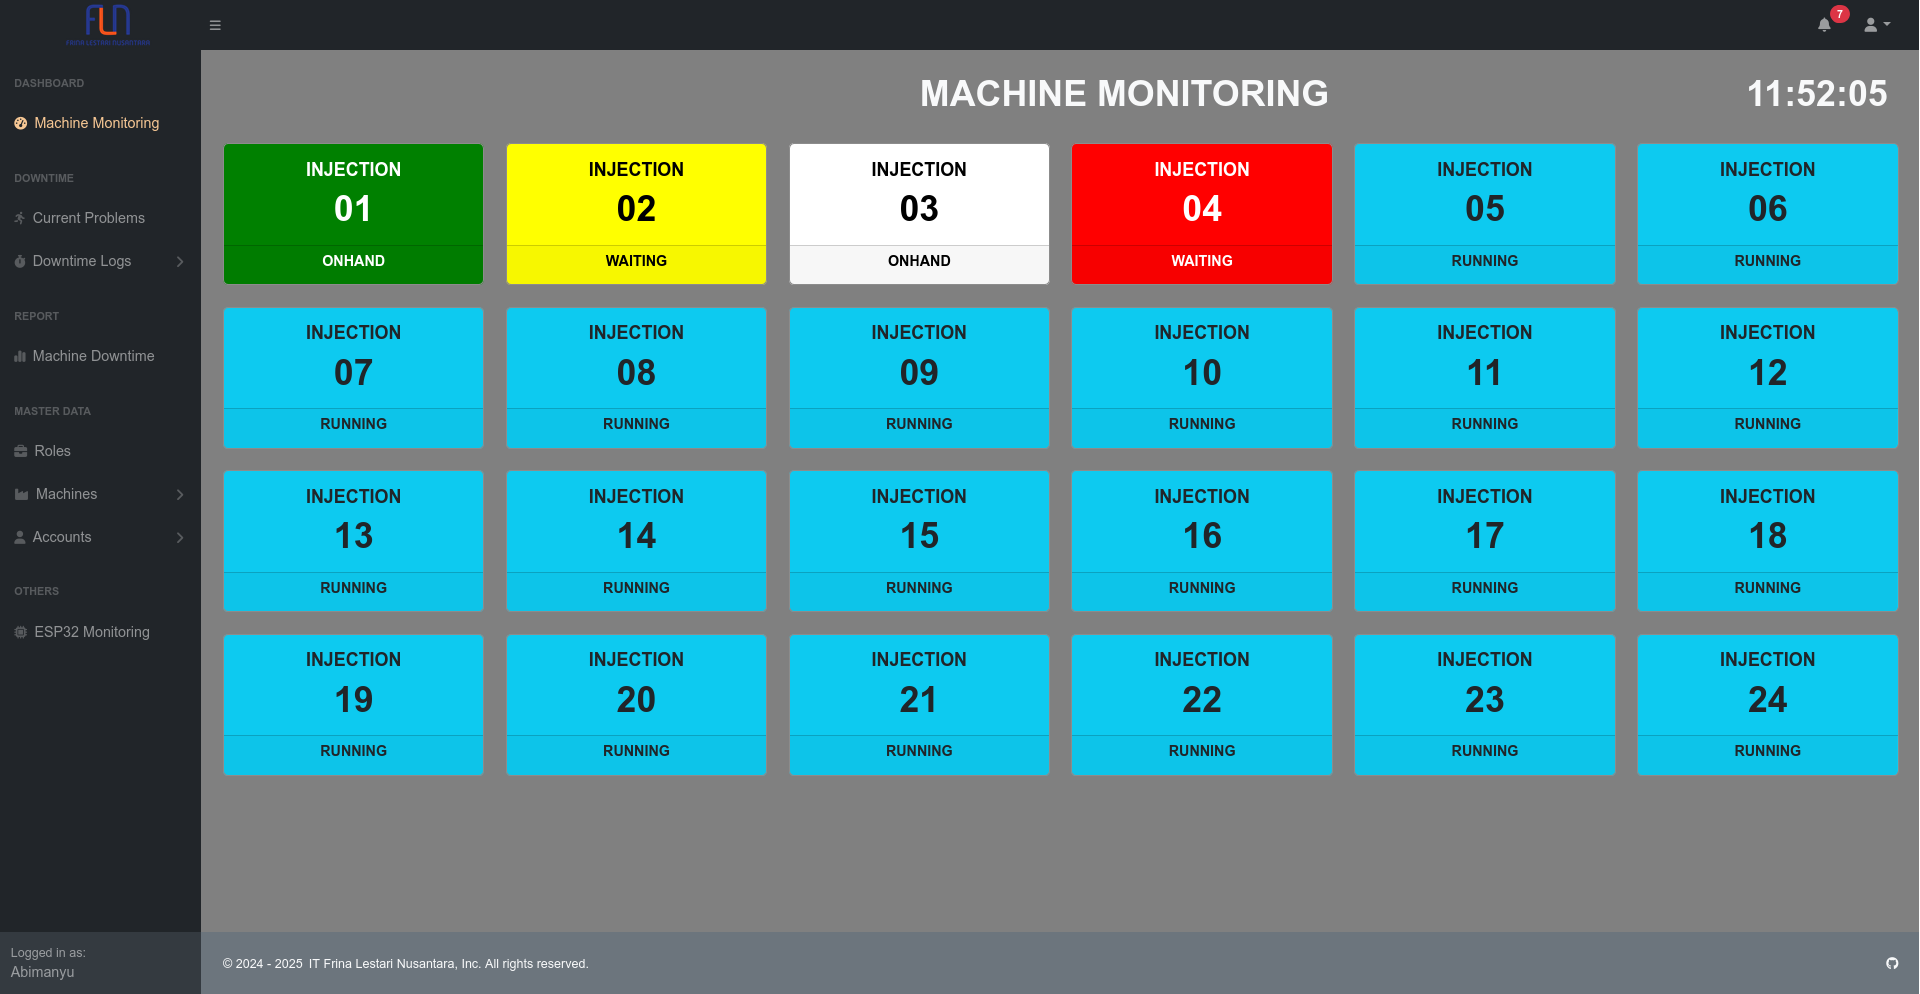 FLN
FRINA LESTARI NUSANTARA
7
DASHBOARD
Machine Monitoring
DOWNTIME
Current Problems
Downtime Logs
REPORT
Machine Downtime
MASTER DATA
Roles
Machines
Accounts
OTHERS
ESP32 Monitoring
Logged in as:
Abimanyu
MACHINE MONITORING
11:52:05
INJECTION
01
ONHAND
INJECTION
02
WAITING
INJECTION
03
ONHAND
INJECTION
04
WAITING
INJECTION
05
RUNNING
INJECTION
06
RUNNING
INJECTION
07
RUNNING
INJECTION
08
RUNNING
INJECTION
09
RUNNING
INJECTION
10
RUNNING
INJECTION
11
RUNNING
INJECTION
12
RUNNING
INJECTION
13
RUNNING
INJECTION
14
RUNNING
INJECTION
15
RUNNING
INJECTION
16
RUNNING
INJECTION
17
RUNNING
INJECTION
18
RUNNING
INJECTION
19
RUNNING
INJECTION
20
RUNNING
INJECTION
21
RUNNING
INJECTION
22
RUNNING
INJECTION
23
RUNNING
INJECTION
24
RUNNING
© 2024 - 2025 IT Frina Lestari Nusantara, Inc. All rights reserved.